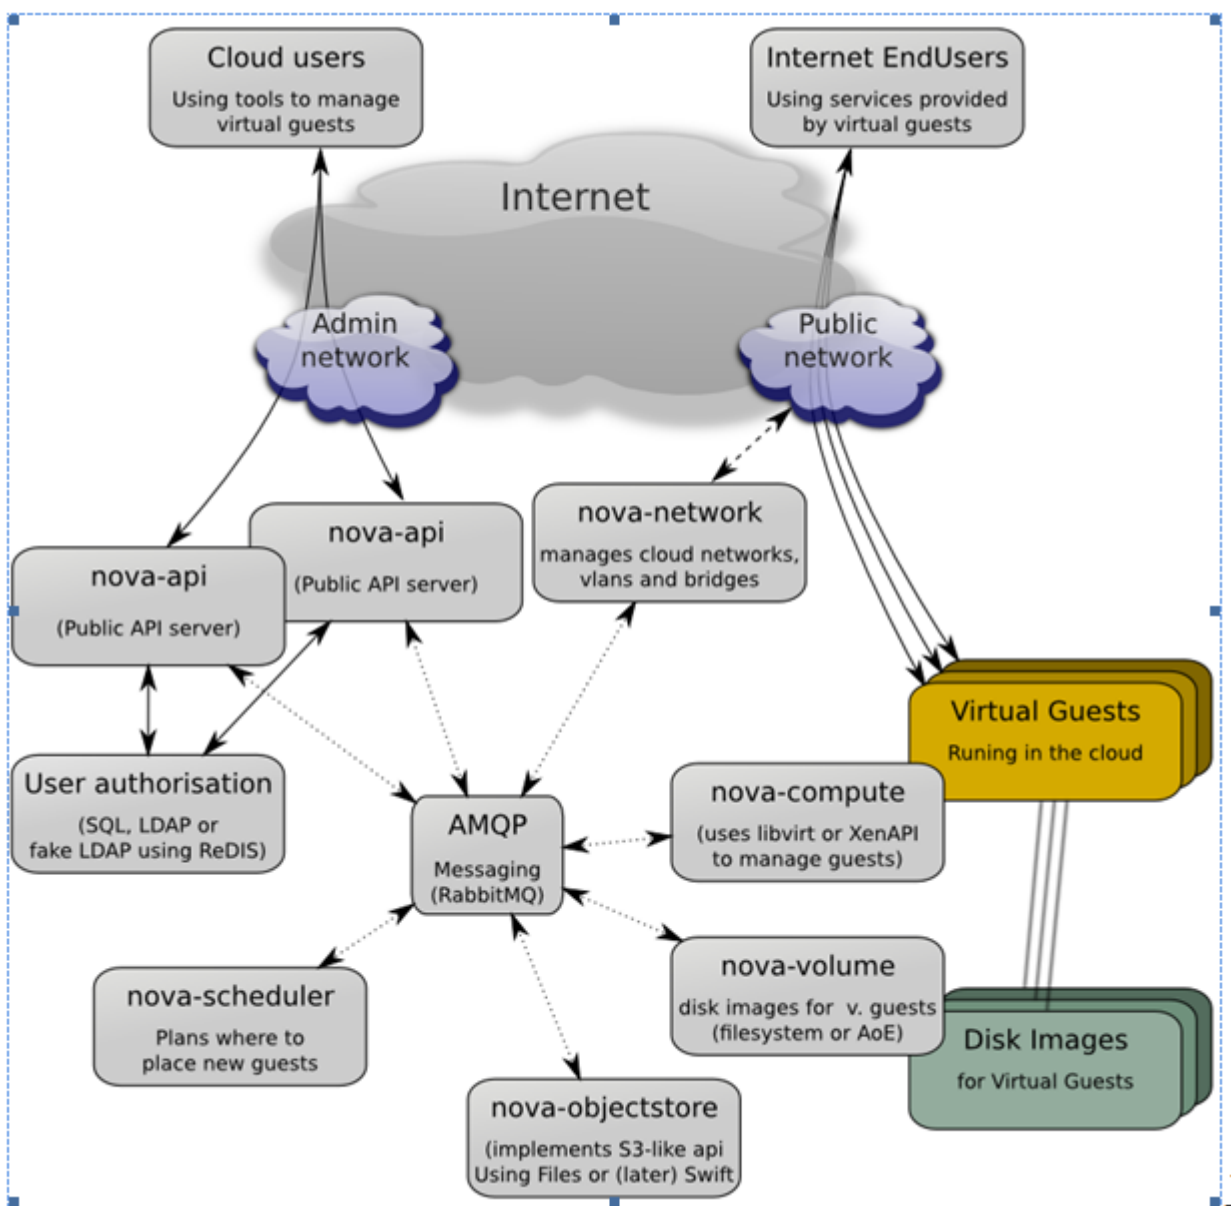 Cloud users
Using tools to manage
virtual guests
Internet EndUsers
Using services provided
by virtual guests
Internet
Admin
network
Public
network
nova-api
(Public API server)
nova-api
(Public API server)
nova-network
manages cloud networks,
vlans and bridges
Virtual Guests
Runing in the cloud
User authorisation
(SQL, LDAP or
fake LDAP using ReDIS)
AMQP
Messaging
(RabbitMQ)
nova-compute
(uses libvirt or XenAPI
to manage guests)
nova-scheduler
Plans where to
place new guests
nova-volume
disk images for v. guests
(filesystem or AoE)
Disk Images
for Virtual Guests
nova-objectstore
(implements S3-like api
Using Files or (later) Swift